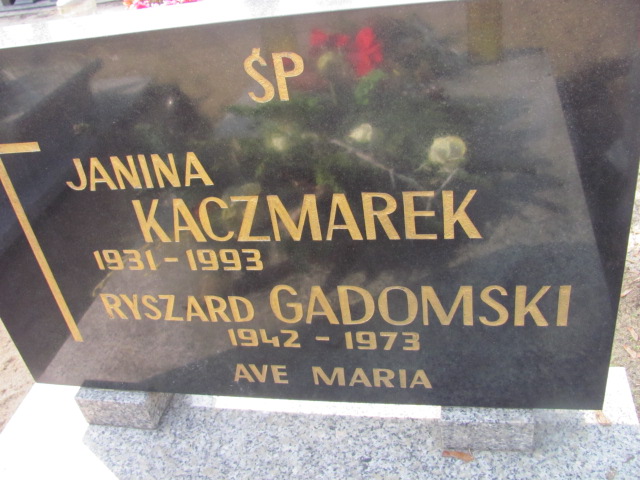 ŚP
JANINA
KACZMAREK
1931-1993
RYSZARD GADOMSKI
1942 - 1973
AVE MARIA